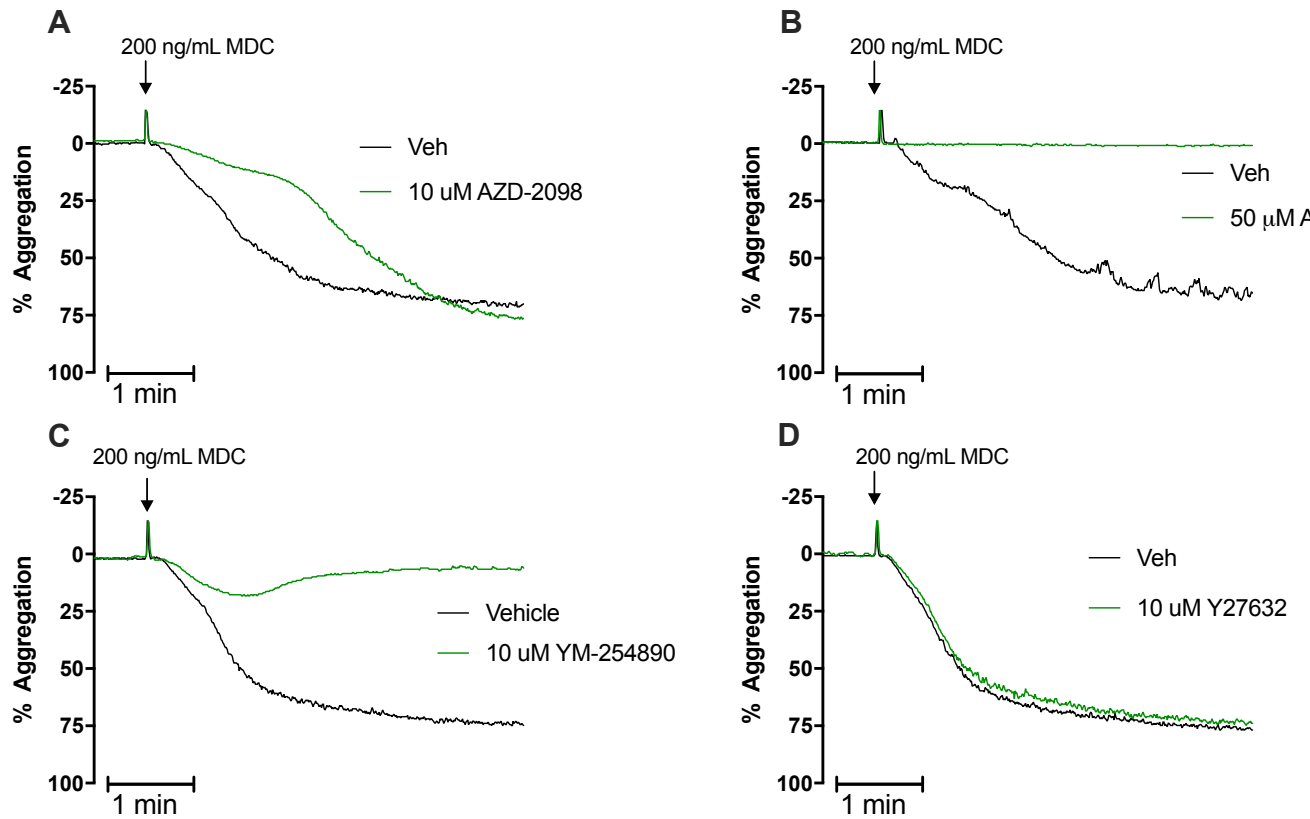 A
200 ng/mL MDC
-25
0
25
50
75
100
% Aggregation
Veh
10 uM AZD-2098
1 min
B
200 ng/mL MDC
-25
0
25
50
75
100
% Aggregation
Veh
50 μM A
1 min
C
200 ng/mL MDC
-25
0
25
50
75
100
% Aggregation
Vehicle
10 uM YM-254890
1 min
D
200 ng/mL MDC
-25
0
25
50
75
100
% Aggregation
Veh
10 uM Y27632
1 min